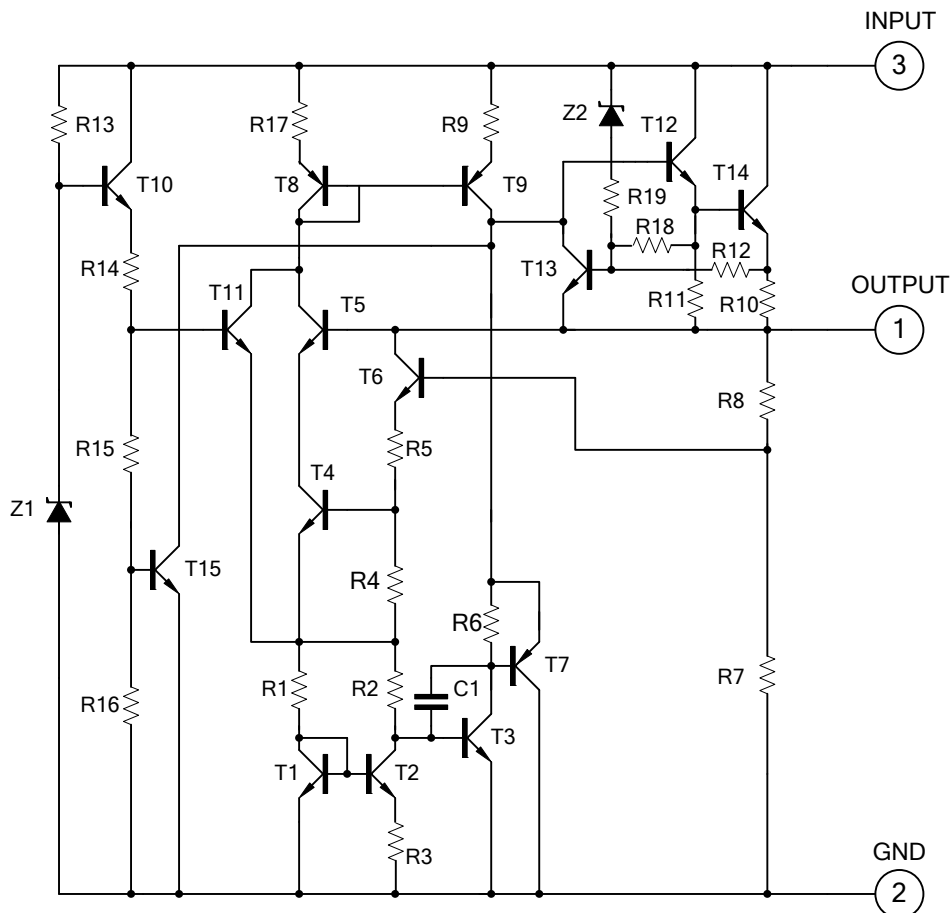 INPUT
3
R13
R17
R9
Z2
T12
T10
T8
T9
T14
R19
R18
R12
R14
T11
T5
T13
R11
R10
OUTPUT
1
T6
R8
R15
R5
Z1
T4
T15
R4
R6
R16
R1
R2
C1
T7
R7
T3
T1
T2
R3
GND
2